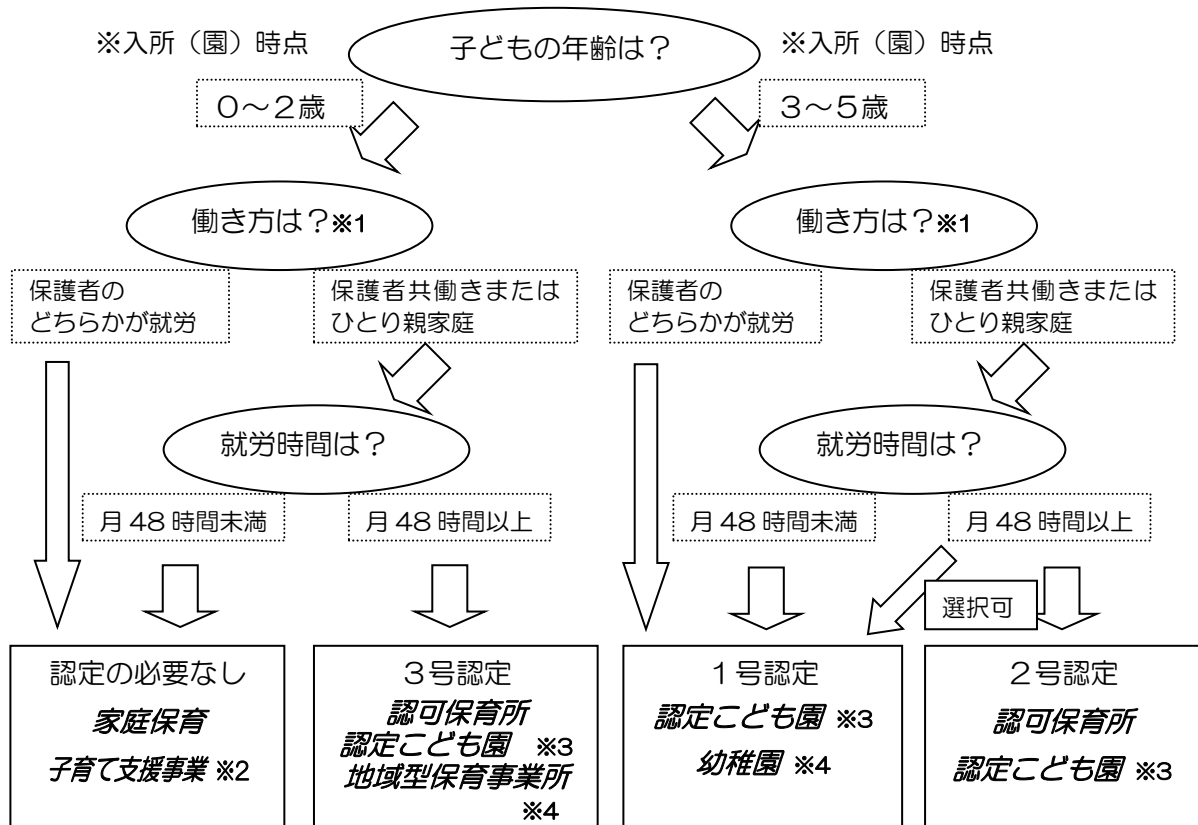 ※入所（園）時点
子どもの年齢は？
※入所（園）時点
０～２歳
３～５歳
働き方は？※1
働き方は？※1
保護者の
どちらかが就労
保護者共働きまたは
ひとり親家庭
保護者の
どちらかが就労
保護者共働きまたは
ひとり親家庭
就労時間は？
就労時間は？
月48時間未満
月48時間以上
月48時間未満
月48時間以上
選択可
認定の必要なし
家庭保育
子育て支援事業 ※2
３号認定
認可保育所
認定こども園 ※3
地域型保育事業所
※4
１号認定
認定こども園 ※3
幼稚園 ※4
２号認定
認可保育所
認定こども園 ※3